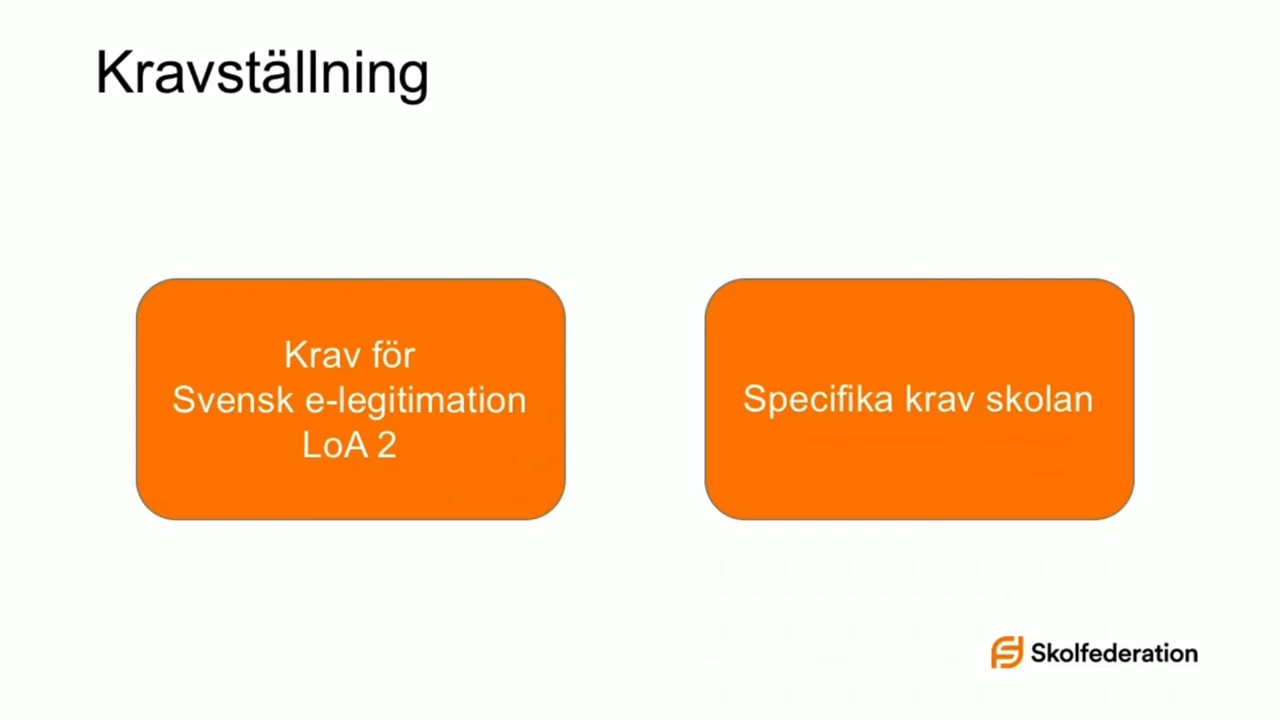 Kravställning
Krav för
Svensk e-legitimation
LoA 2
Specifika krav skolan
Skolfederation